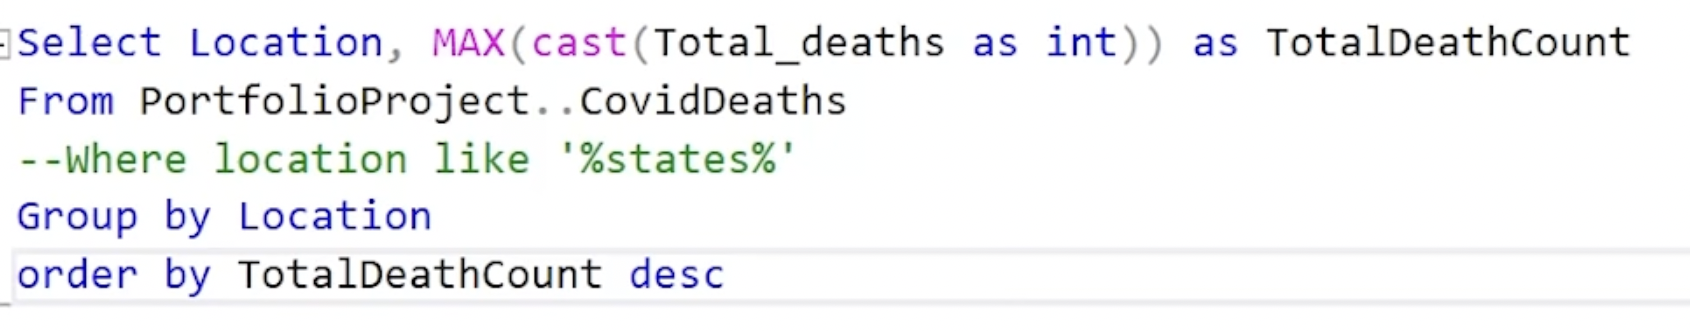 Select Location, MAX(cast(Total_deaths as int)) as TotalDeathCount
From PortfolioProject..CovidDeaths
--Where location like '%states%'
Group by Location
order by TotalDeathCount desc